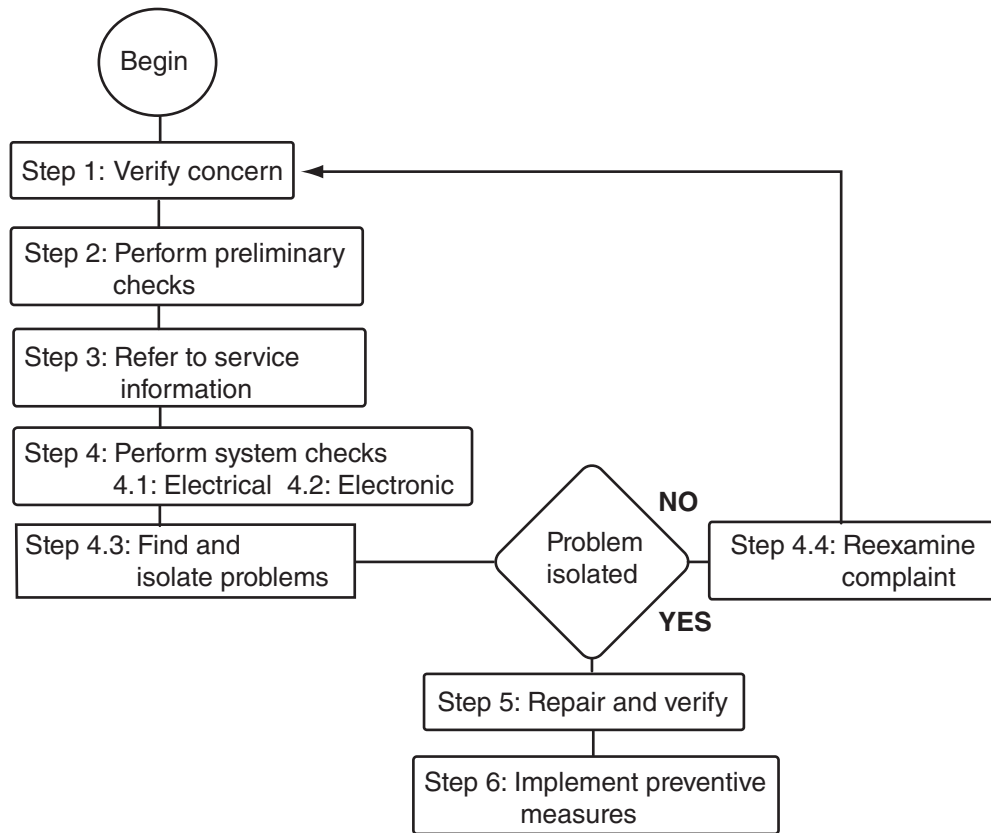 Begin
Step 1: Verify concern
Step 2: Perform preliminary
checks
Step 3: Refer to service
information
Step 4: Perform system checks
4.1: Electrical 4.2: Electronic
Step 4.3: Find and
isolate problems
Problem
isolated
NO
Step 4.4: Reexamine
complaint
YES
Step 5: Repair and verify
Step 6: Implement preventive
measures